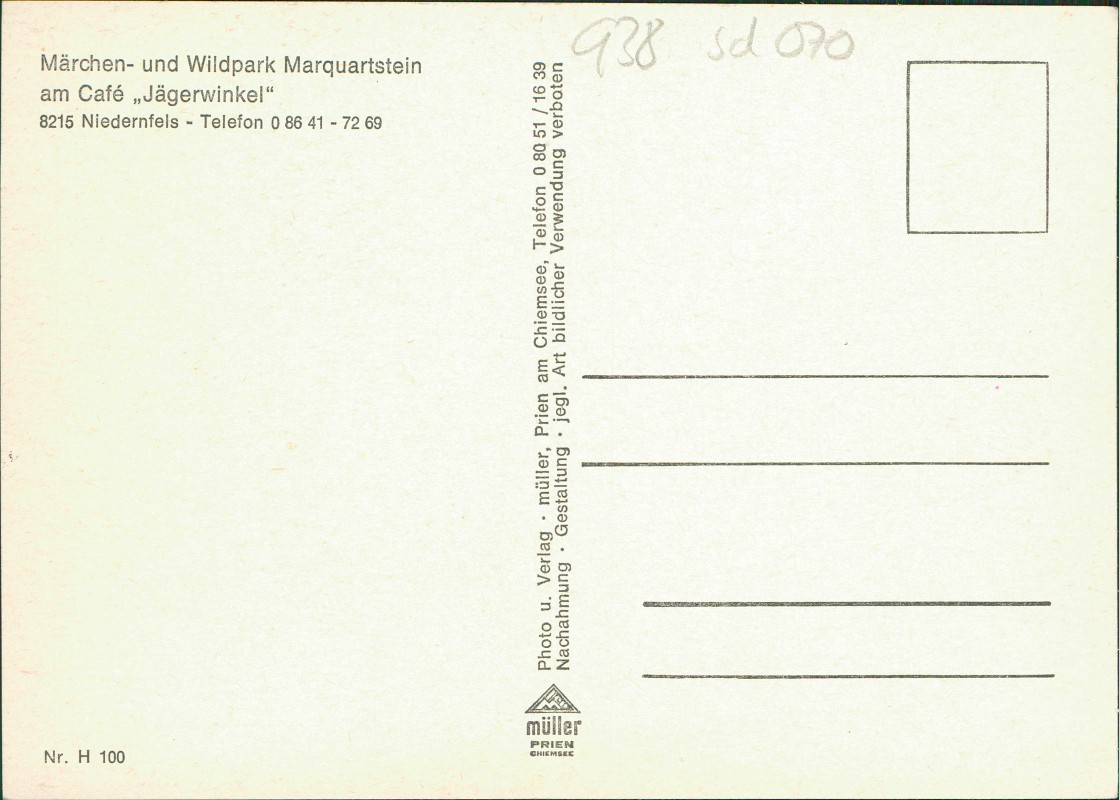 938 sd 070
Märchen- und Wildpark Marquartstein
am Café „Jägerwinkel“
8215 Niedernfels - Telefon 0 86 41 - 72 69
Photo u. Verlag · müller, Prien am Chiemsee, Telefon 0 80 51 / 16 39
Nachahmung · Gestaltung · jegl. Art bildlicher Verwendung verboten
müller
PRIEN
CHIEMSEE
Nr. H 100